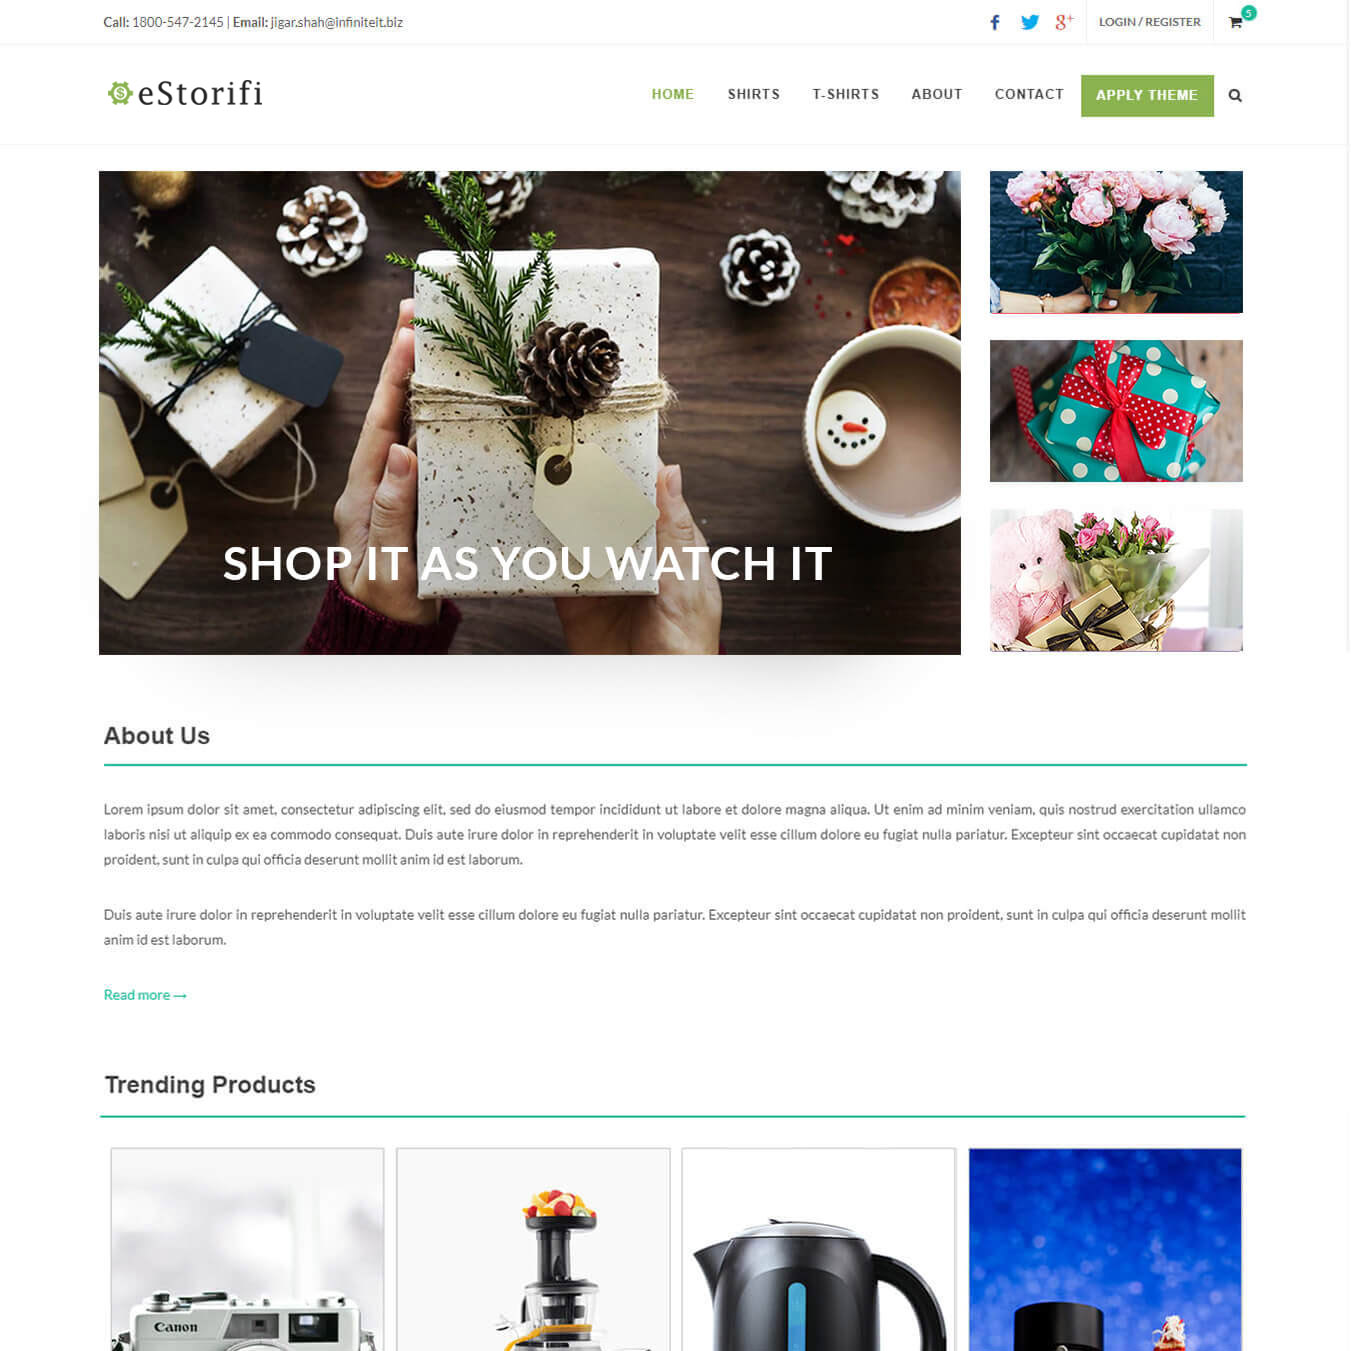 Call: 1800-547-2145 | Email: jigar.shah@infiniteit.biz
LOGIN / REGISTER
5
eStorifi
HOME SHIRTS T-SHIRTS ABOUT CONTACT APPLY THEME
SHOP IT AS YOU WATCH IT
About Us
Lorem ipsum dolor sit amet, consectetur adipiscing elit, sed do eiusmod tempor incididunt ut labore et dolore magna aliqua. Ut enim ad minim veniam, quis nostrud exercitation ullamco
laboris nisi ut aliquip ex ea commodo consequat. Duis aute irure dolor in reprehenderit in voluptate velit esse cillum dolore eu fugiat nulla pariatur. Excepteur sint occaecat cupidatat non
proident, sunt in culpa qui officia deserunt mollit anim id est laborum.
Duis aute irure dolor in reprehenderit in voluptate velit esse cillum dolore eu fugiat nulla pariatur. Excepteur sint occaecat cupidatat non proident, sunt in culpa qui officia deserunt mollit
anim id est laborum.
Read more →
Trending Products
Canon